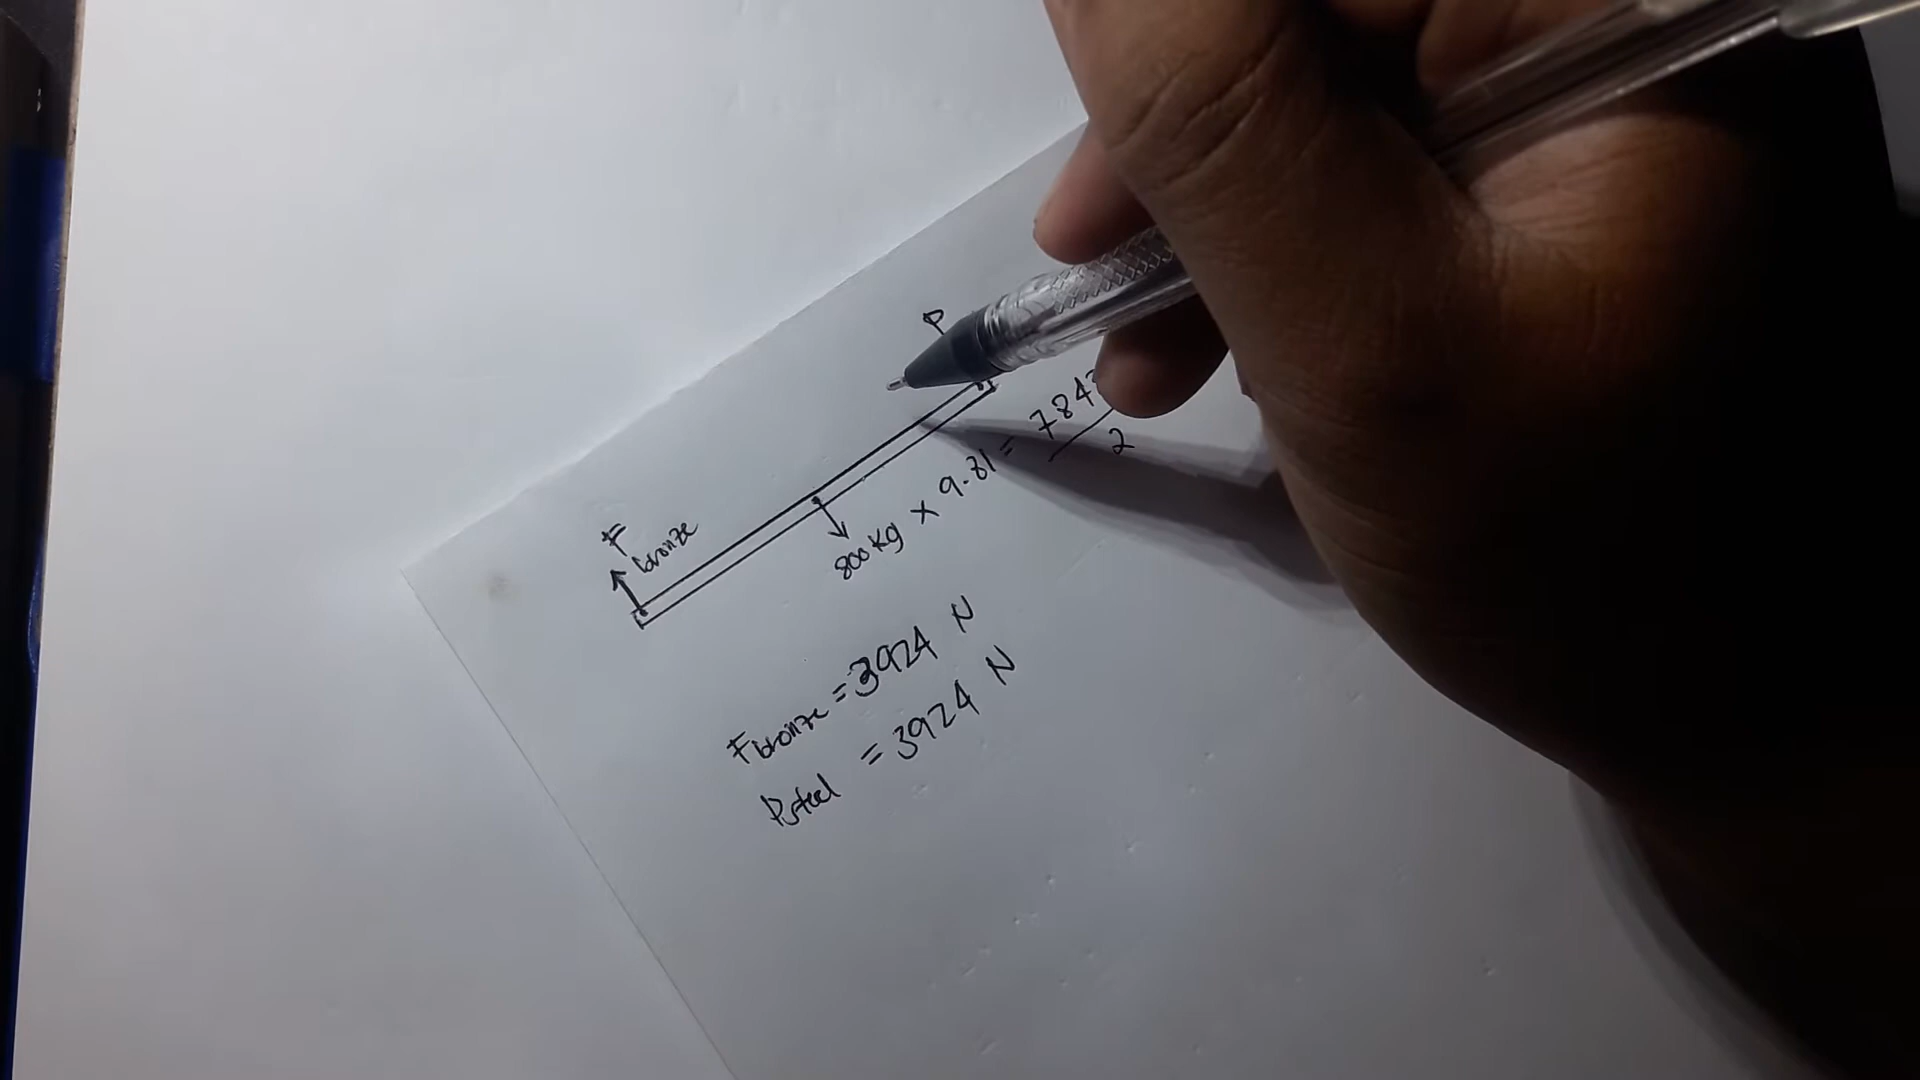 P
F
bronze
800 kg × 9.81 = 784
2
Fbronze = 3924 N
Psteel = 3924 N